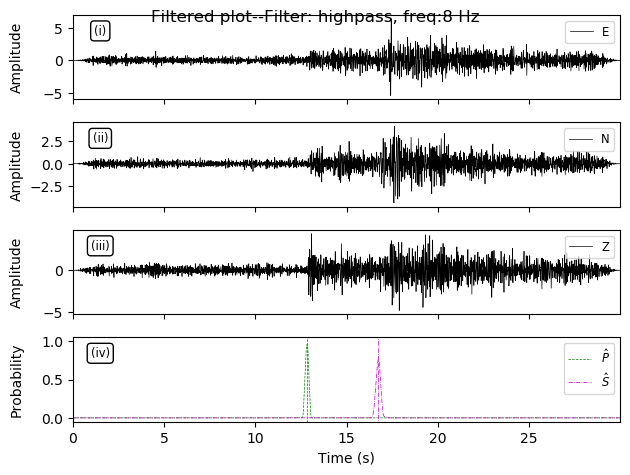 Filtered plot--Filter: highpass, freq:8 Hz
(i)
E
Amplitude
5
0
−5
(ii)
N
Amplitude
2.5
0.0
−2.5
(iii)
Z
Amplitude
0
−5
(iv)
P̂
Ŝ
Probability
1.0
0.5
0.0
0 5 10 15 20 25
Time (s)